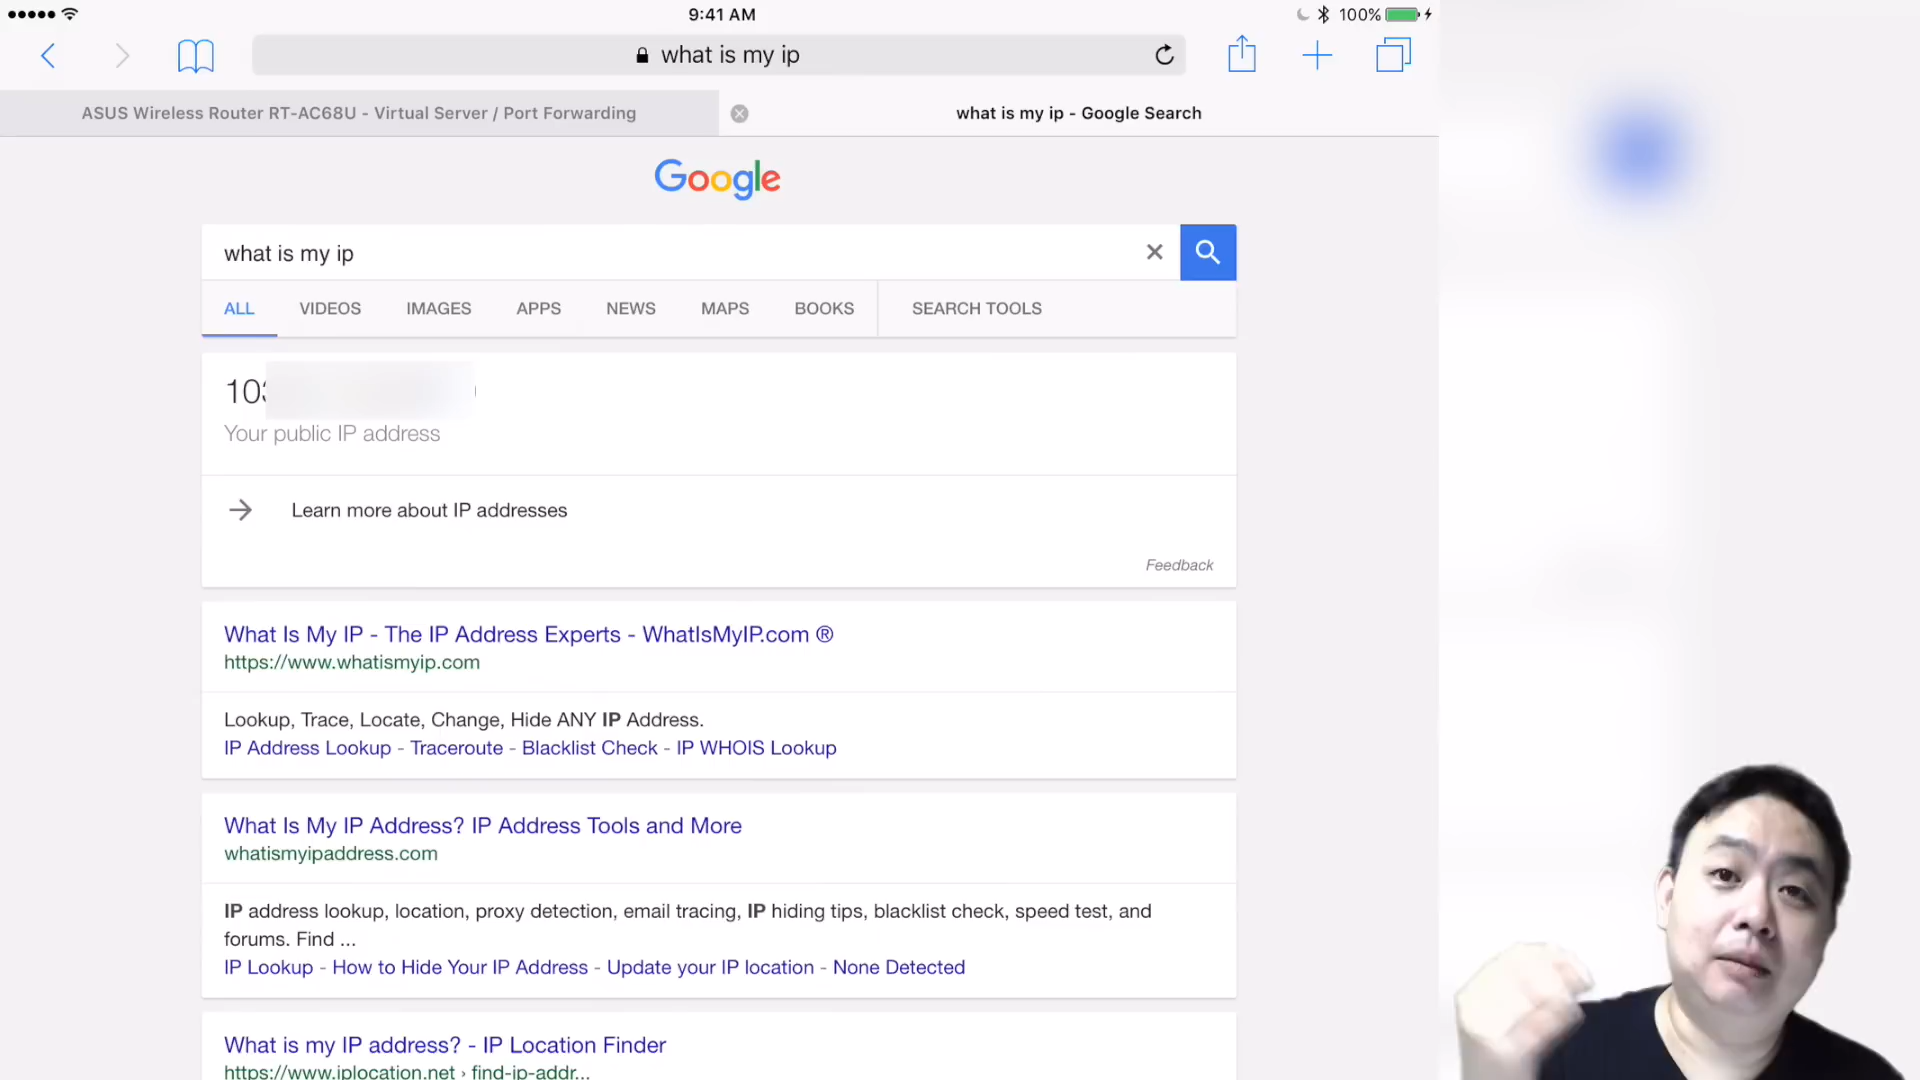 9:41 AM
100%
what is my ip
ASUS Wireless Router RT-AC68U - Virtual Server / Port Forwarding
what is my ip - Google Search
Google
what is my ip
ALL VIDEOS IMAGES APPS NEWS MAPS BOOKS SEARCH TOOLS
Your public IP address
Learn more about IP addresses
Feedback
What Is My IP - The IP Address Experts - WhatIsMyIP.com ®
https://www.whatismyip.com
Lookup, Trace, Locate, Change, Hide ANY IP Address.
IP Address Lookup - Traceroute - Blacklist Check - IP WHOIS Lookup
What Is My IP Address? IP Address Tools and More
whatismyipaddress.com
IP address lookup, location, proxy detection, email tracing, IP hiding tips, blacklist check, speed test, and
forums. Find ...
IP Lookup - How to Hide Your IP Address - Update your IP location - None Detected
What is my IP address? - IP Location Finder
https://www.iplocation.net › find-ip-addr...